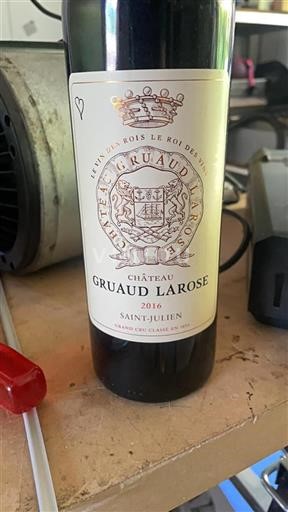 LE VIN DES ROIS LE ROI DES VINS
CHÂTEAU GRUAUD LAROSE
CHÂTEAU
GRUAUD LAROSE
2016
SAINT-JULIEN
GRAND CRU CLASSÉ EN 1855